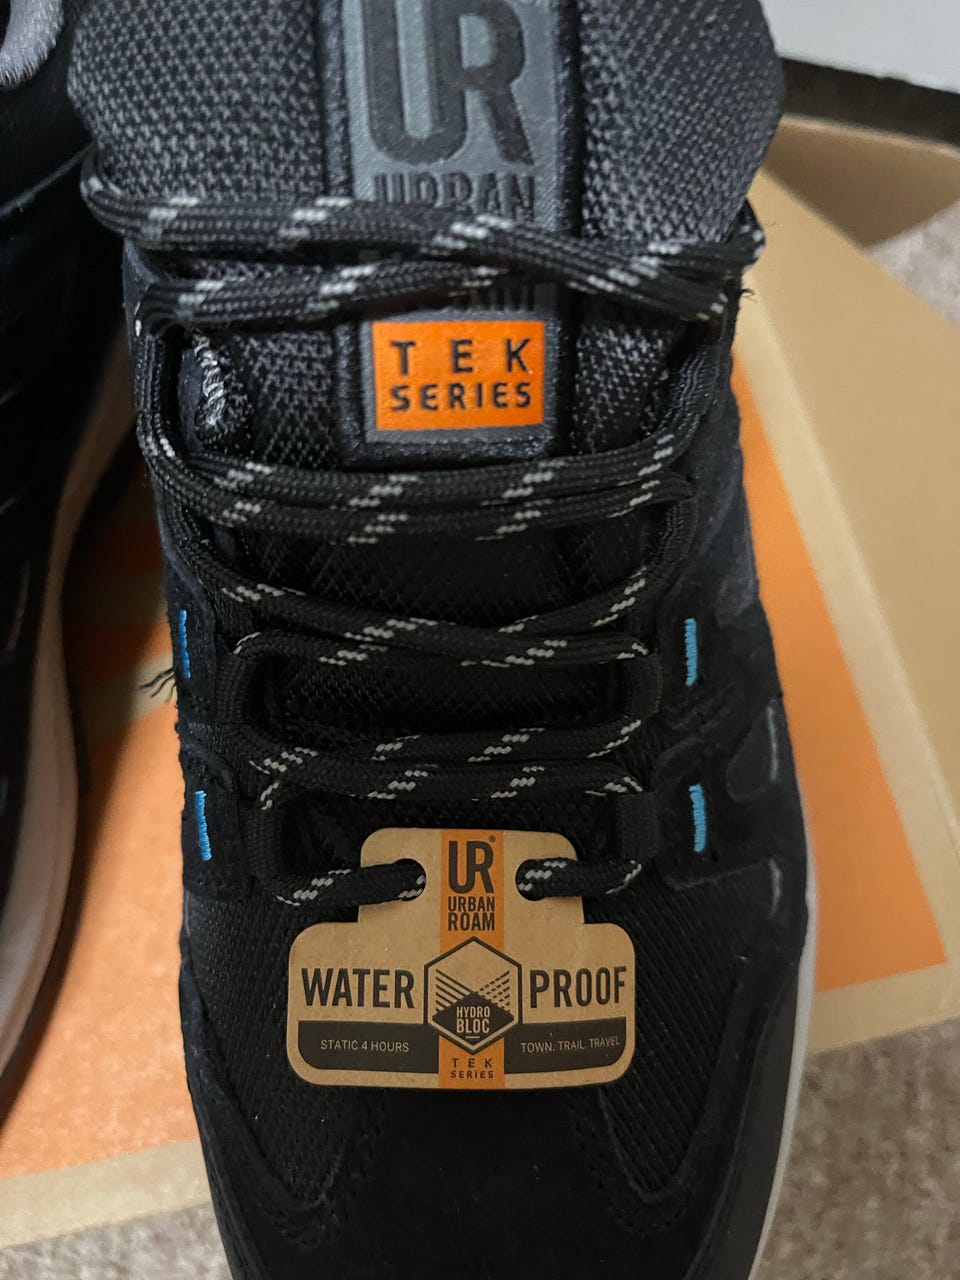 UR
URBAN
TEK
SERIES
UR®
URBAN
ROAM
WATER PROOF
HYDRO
BLOC
STATIC 4 HOURS
TOWN. TRAIL. TRAVEL
TEK
SERIES